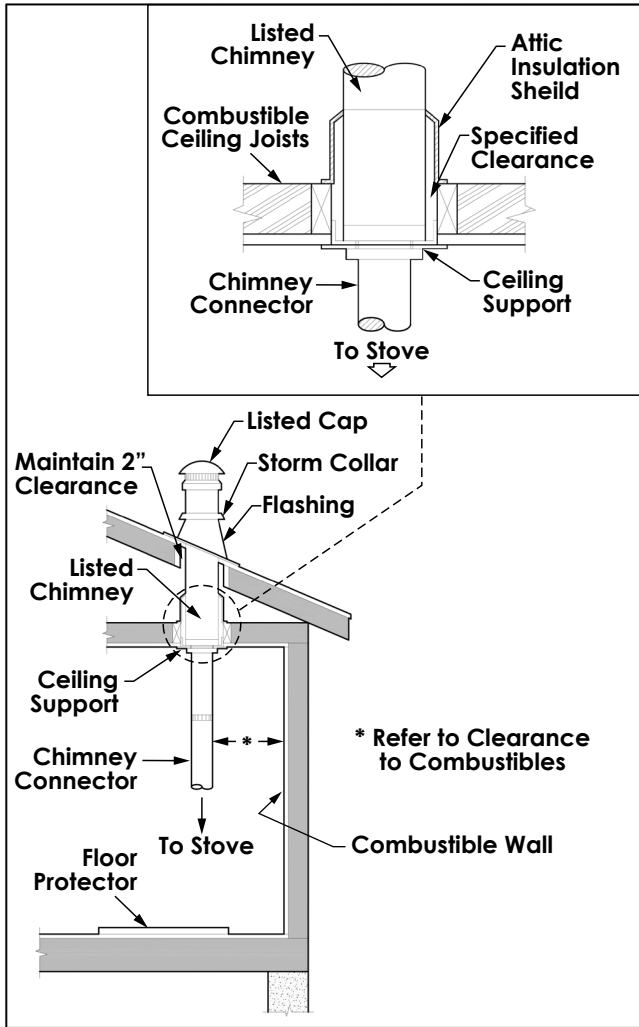 Listed
Chimney
Attic
Insulation
Sheild
Combustible
Ceiling Joists
Specified
Clearance
Chimney
Connector
Ceiling
Support
To Stove
Listed Cap
Maintain 2”
Clearance
Storm Collar
Flashing
Listed
Chimney
Ceiling
Support
*
* Refer to Clearance
to Combustibles
Chimney
Connector
To Stove
Combustible Wall
Floor
Protector